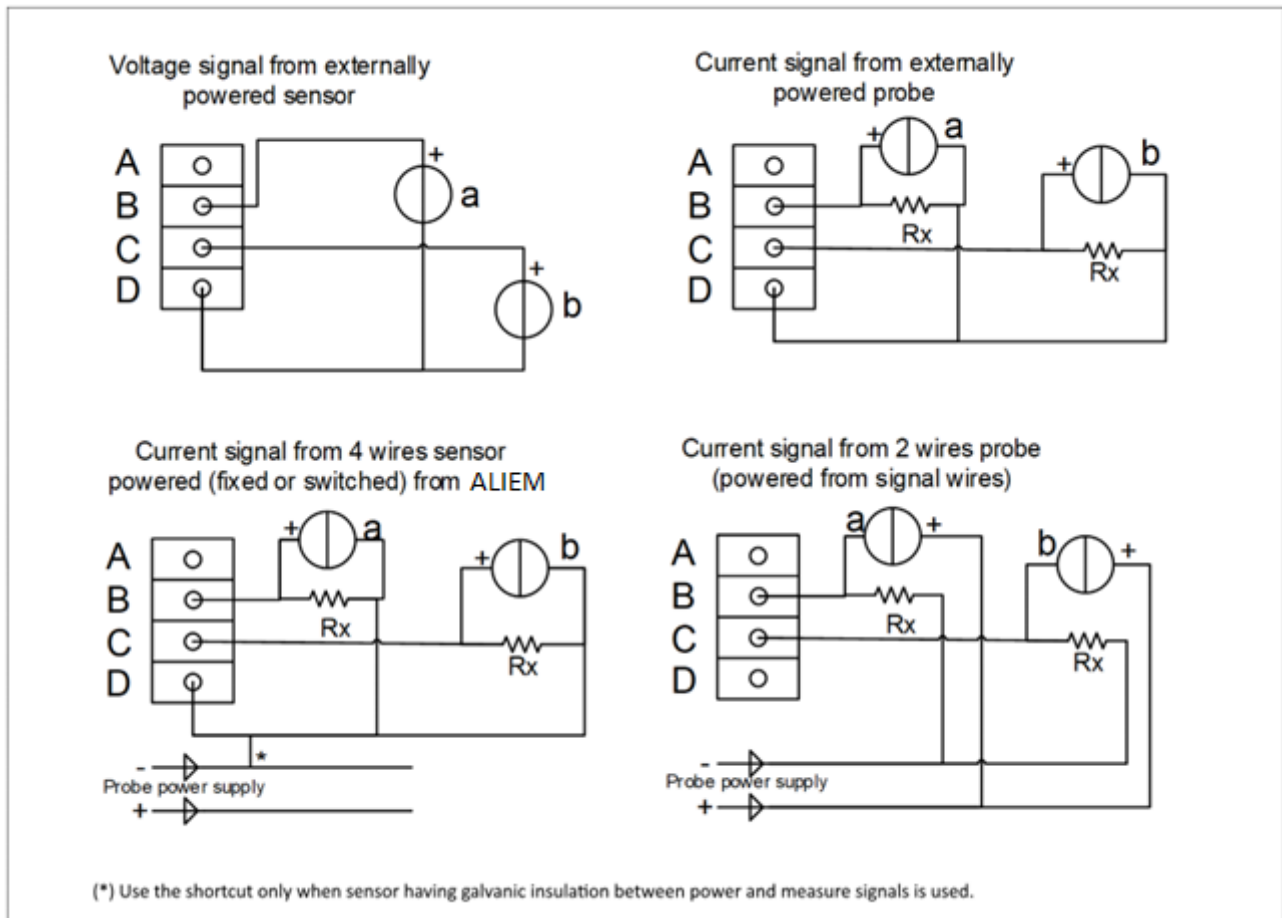 Voltage signal from externally
powered sensor
A
B
C
D
+
a
+
b
Current signal from externally
powered probe
A
B
C
D
+
a
Rx
+
b
Rx
Current signal from 4 wires sensor
powered (fixed or switched) from ALIEM
A
B
C
D
+
a
Rx
+
b
Rx
*
-
Probe power supply
+
Current signal from 2 wires probe
(powered from signal wires)
A
B
C
D
a
+
Rx
b
+
Rx
-
Probe power supply
+
(*) Use the shortcut only when sensor having galvanic insulation between power and measure signals is used.